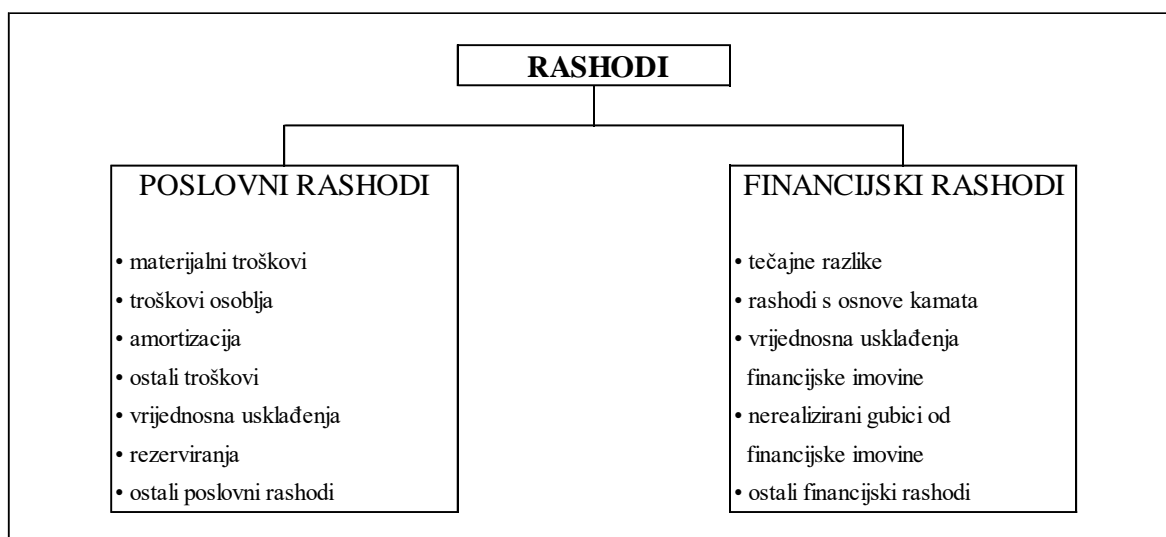 RASHODI
POSLOVNI RASHODI
• materijalni troškovi
• troškovi osoblja
• amortizacija
• ostali troškovi
• vrijednosna usklađenja
• rezerviranja
• ostali poslovni rashodi
FINANCIJSKI RASHODI
• tečajne razlike
• rashodi s osnove kamata
• vrijednosna usklađenja
financijske imovine
• nerealizirani gubici od
financijske imovine
• ostali financijski rashodi